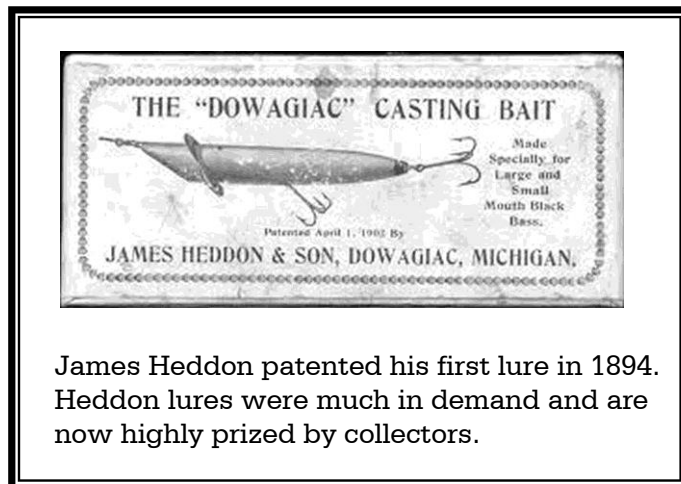 THE “DOWAGIAC” CASTING BAIT
Made
Specially for
Large and
Small
Mouth Black
Bass.
Patented April 1, 1902 By
JAMES HEDDON & SON, DOWAGIAC, MICHIGAN.
James Heddon patented his first lure in 1894.
Heddon lures were much in demand and are
now highly prized by collectors.